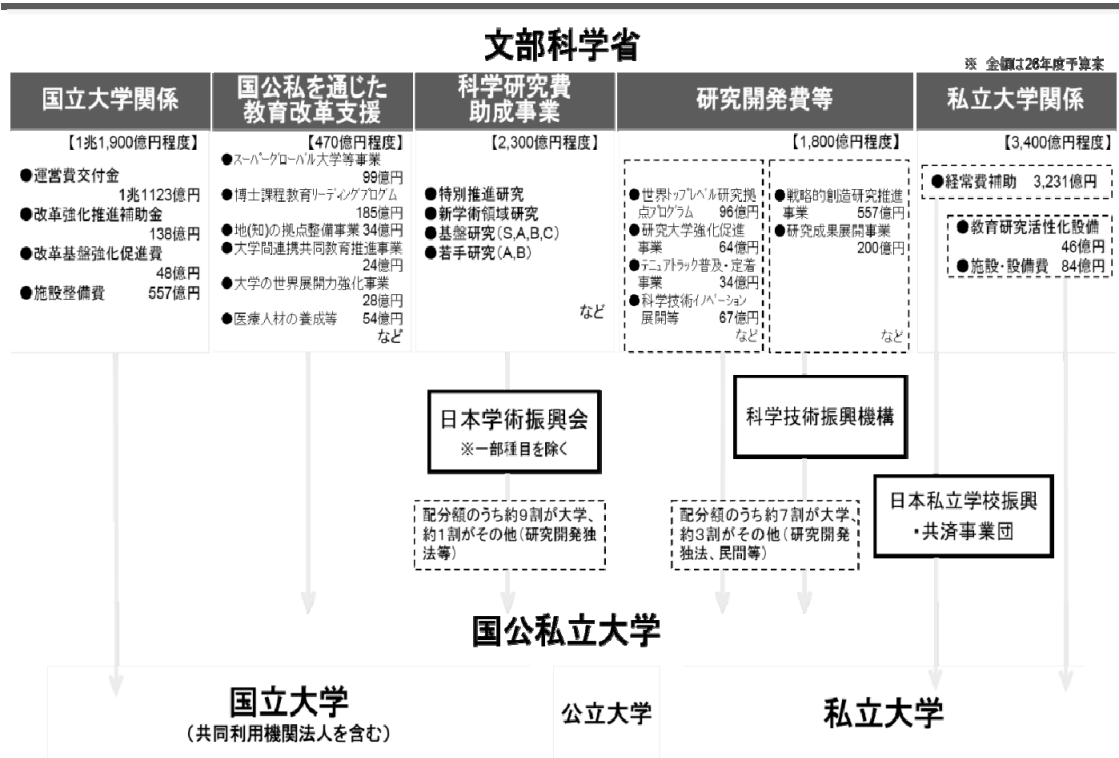 文部科学省
※ 金額は26年度予算案
国立大学関係
【1兆1,900億円程度】
●運営費交付金
1兆1123億円
●改革強化推進補助金
138億円
●改革基盤強化促進費
48億円
●施設整備費 557億円
国公私を通じた
教育改革支援
【470億円程度】
●スーパーグローバル大学等事業
99億円
●博士課程教育リーディングプログラム
185億円
●地(知)の拠点整備事業 34億円
●大学間連携共同教育推進事業
24億円
●大学の世界展開力強化事業
28億円
●医療人材の養成等 54億円
など
科学研究費
助成事業
【2,300億円程度】
●特別推進研究
●新学術領域研究
●基盤研究(S,A,B,C)
●若手研究(A,B)
など
研究開発費等
【1,800億円程度】
●世界トップレベル研究拠
点プログラム 96億円
●研究大学強化促進
事業 64億円
●テニュアトラック普及・定着
事業 34億円
●科学技術イノベーション
展開等 67億円
など
●戦略的創造研究推進
事業 557億円
●研究成果展開事業
200億円
など
私立大学関係
【3,400億円程度】
●経常費補助 3,231億円
●教育研究活性化設備
46億円
●施設・設備費 84億円
日本学術振興会
※一部種目を除く
科学技術振興機構
日本私立学校振興
・共済事業団
配分額のうち約9割が大学、
約1割がその他(研究開発独
法等)
配分額のうち約7割が大学、
約3割がその他(研究開発
独法、民間等)
国公私立大学
国立大学
(共同利用機関法人を含む)
公立大学
私立大学